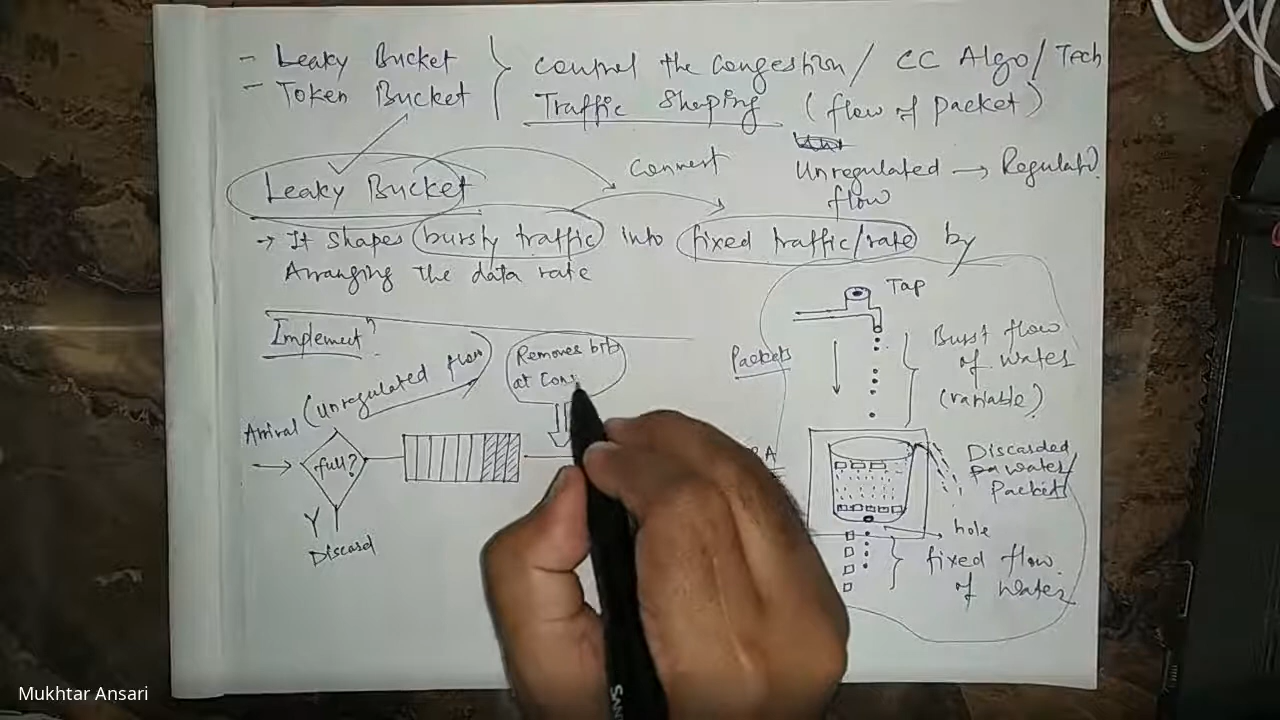 - Leaky Bucket
- Token Bucket
control the congestion / CC Algo / Tech
Traffic Shaping (flow of packet)
Unregulated → Regulated
flow
Leaky Bucket
convert
→ It shapes bursty traffic into fixed traffic/rate by
Arranging the data rate
Implement n
Arrival (unregulated flow
full?
Y
Discard
Removes bits
at Cons
Tap
Packets
Burst flow
of water
(variable)
Discarded
water/
Packets
hole
fixed flow
of water
SAN
Mukhtar Ansari